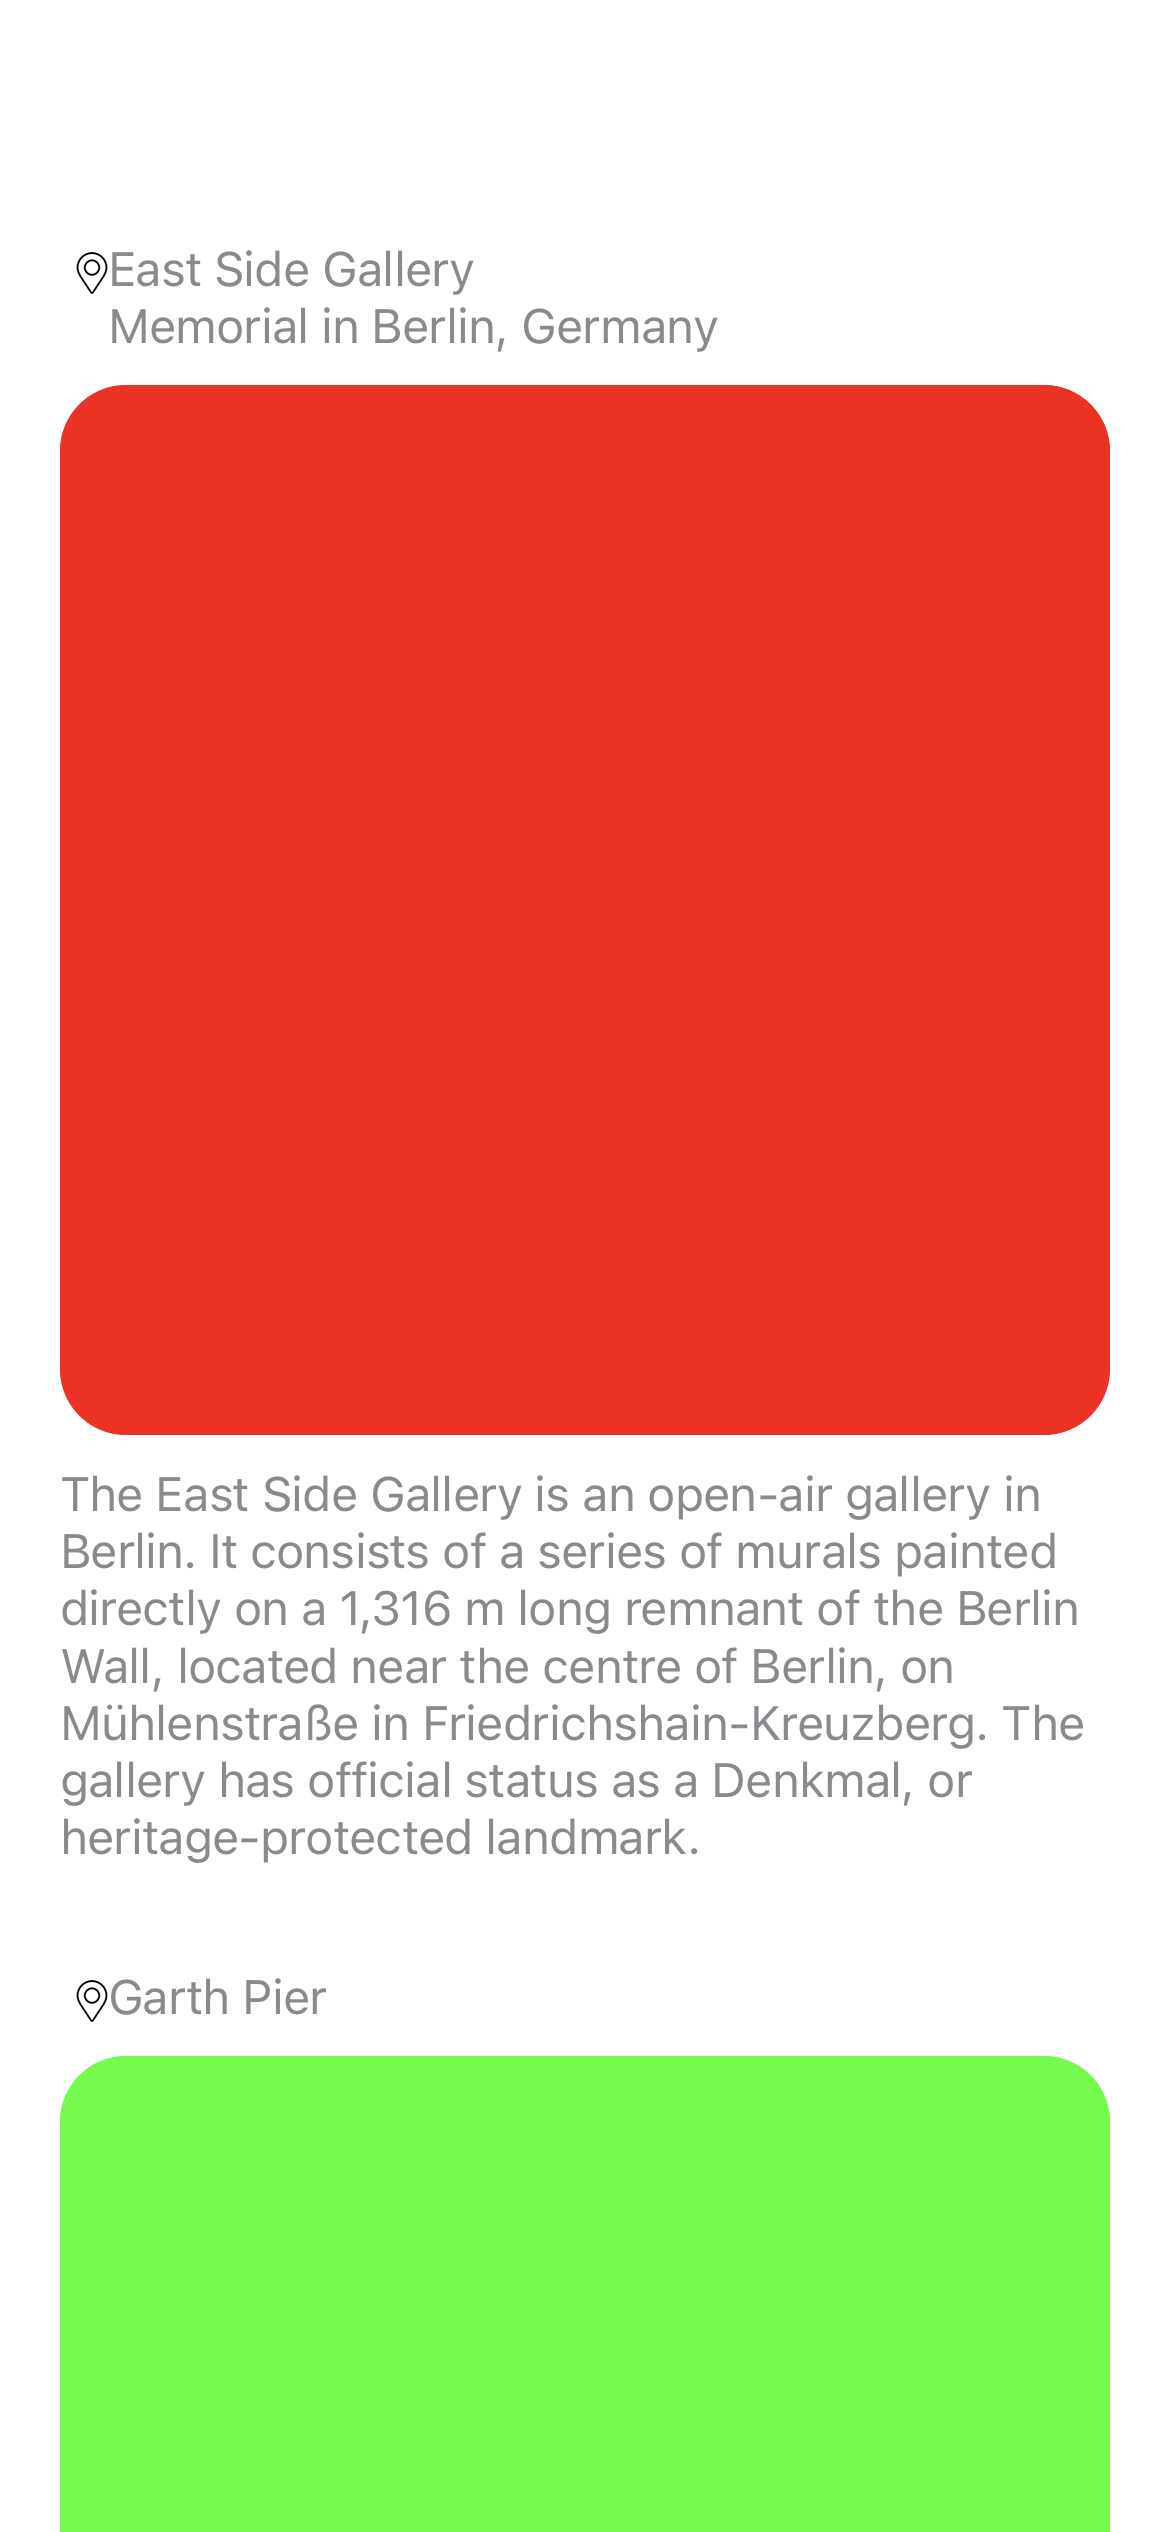 East Side Gallery
Memorial in Berlin, Germany
The East Side Gallery is an open-air gallery in
Berlin. It consists of a series of murals painted
directly on a 1,316 m long remnant of the Berlin
Wall, located near the centre of Berlin, on
Mühlenstraße in Friedrichshain-Kreuzberg. The
gallery has official status as a Denkmal, or
heritage-protected landmark.
Garth Pier